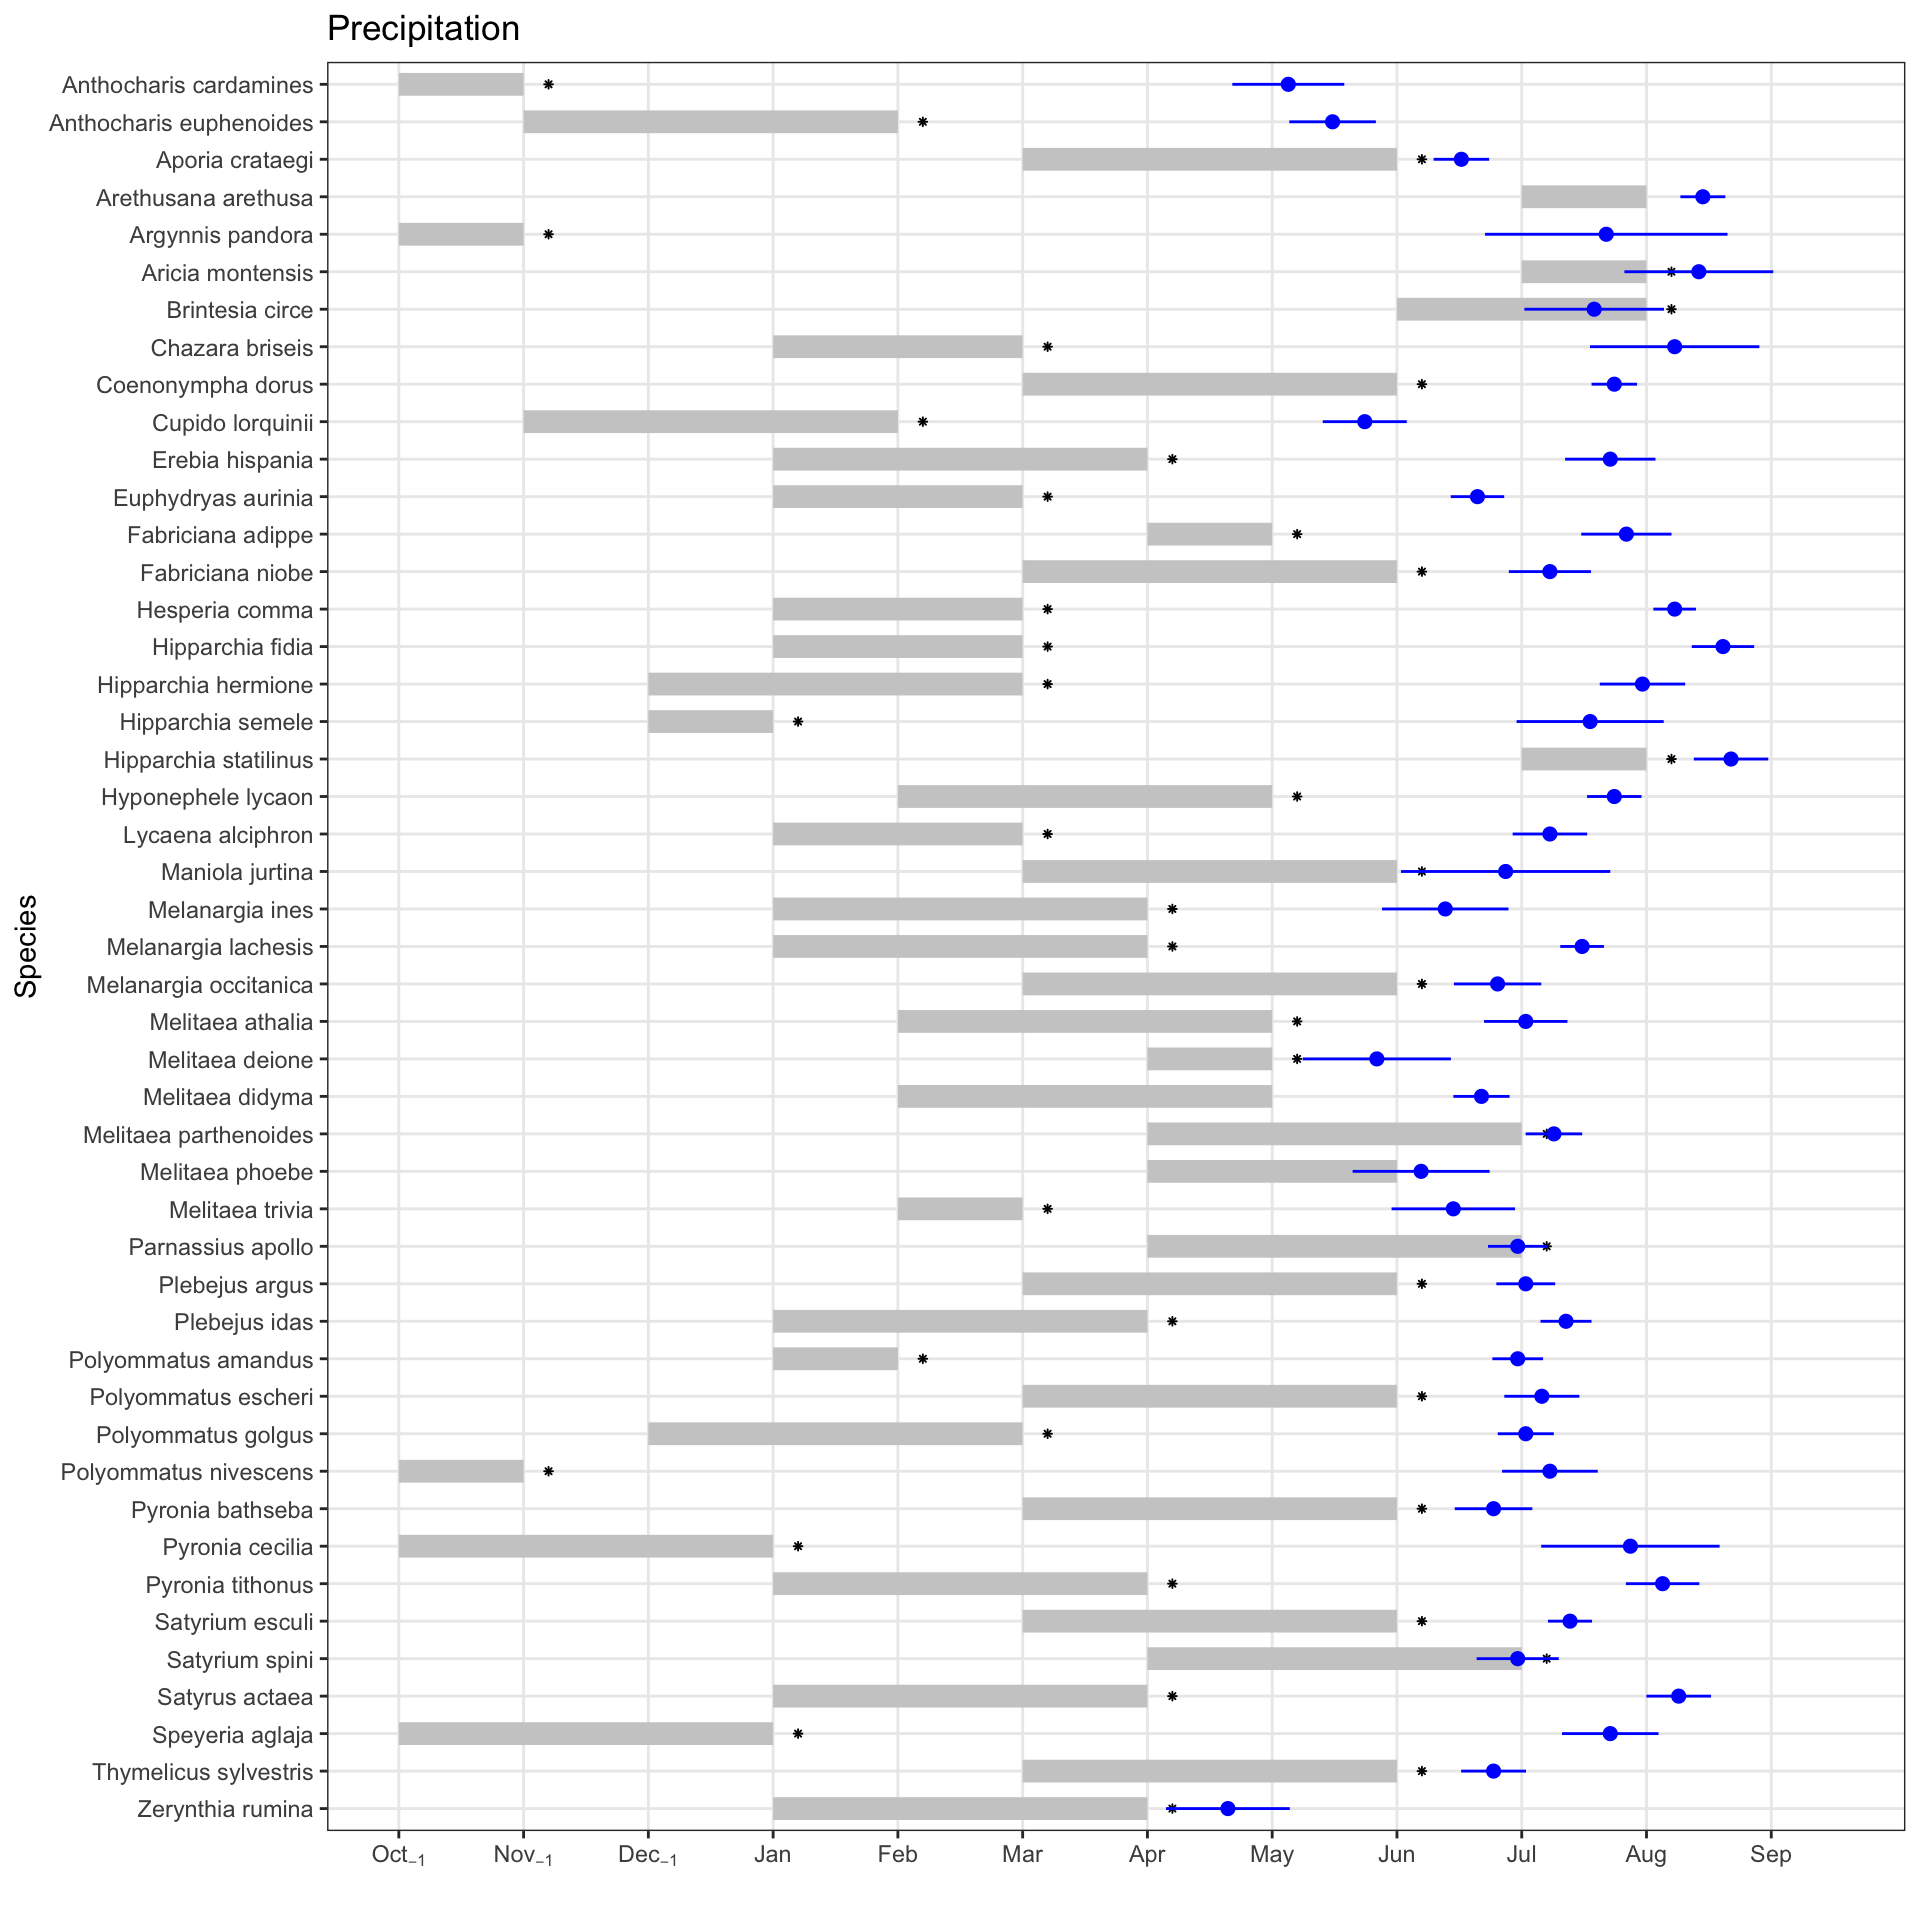 Precipitation
Species
Anthocharis cardamines
Anthocharis euphenoides
Aporia crataegi
Arethusana arethusa
Argynnis pandora
Aricia montensis
Brintesia circe
Chazara briseis
Coenonympha dorus
Cupido lorquinii
Erebia hispania
Euphydryas aurinia
Fabriciana adippe
Fabriciana niobe
Hesperia comma
Hipparchia fidia
Hipparchia hermione
Hipparchia semele
Hipparchia statilinus
Hyponephele lycaon
Lycaena alciphron
Maniola jurtina
Melanargia ines
Melanargia lachesis
Melanargia occitanica
Melitaea athalia
Melitaea deione
Melitaea didyma
Melitaea parthenoides
Melitaea phoebe
Melitaea trivia
Parnassius apollo
Plebejus argus
Plebejus idas
Polyommatus amandus
Polyommatus escheri
Polyommatus golgus
Polyommatus nivescens
Pyronia bathseba
Pyronia cecilia
Pyronia tithonus
Satyrium esculi
Satyrium spini
Satyrus actaea
Speyeria aglaja
Thymelicus sylvestris
Zerynthia rumina
Oct₋₁ Nov₋₁ Dec₋₁ Jan Feb Mar Apr May Jun Jul Aug Sep